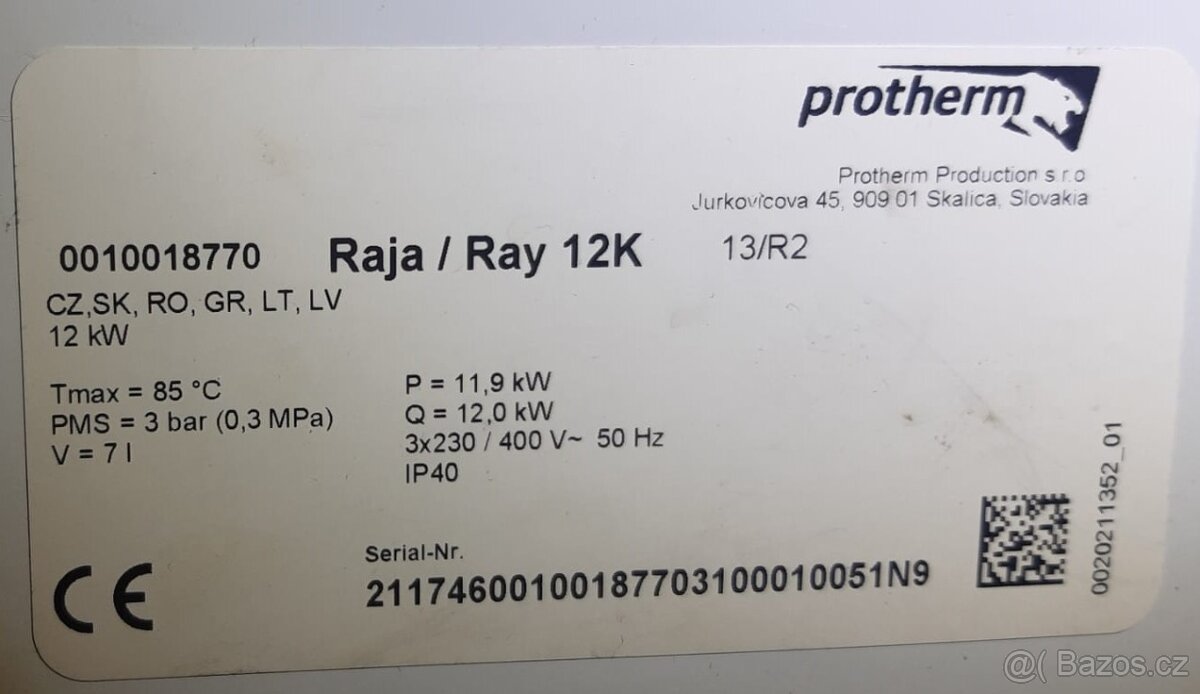 protherm
Protherm Production s.r.o
Jurkovicova 45, 909 01 Skalica, Slovakia
0010018770 Raja / Ray 12K 13/R2
CZ,SK, RO, GR, LT, LV
12 kW
Tmax = 85 °C
PMS = 3 bar (0,3 MPa)
V = 7 l
P = 11,9 kW
Q = 12,0 kW
3x230 / 400 V~ 50 Hz
IP40
CE
Serial-Nr.
21174600100187703100010051N9
0020211352_01
@( Bazos.cz